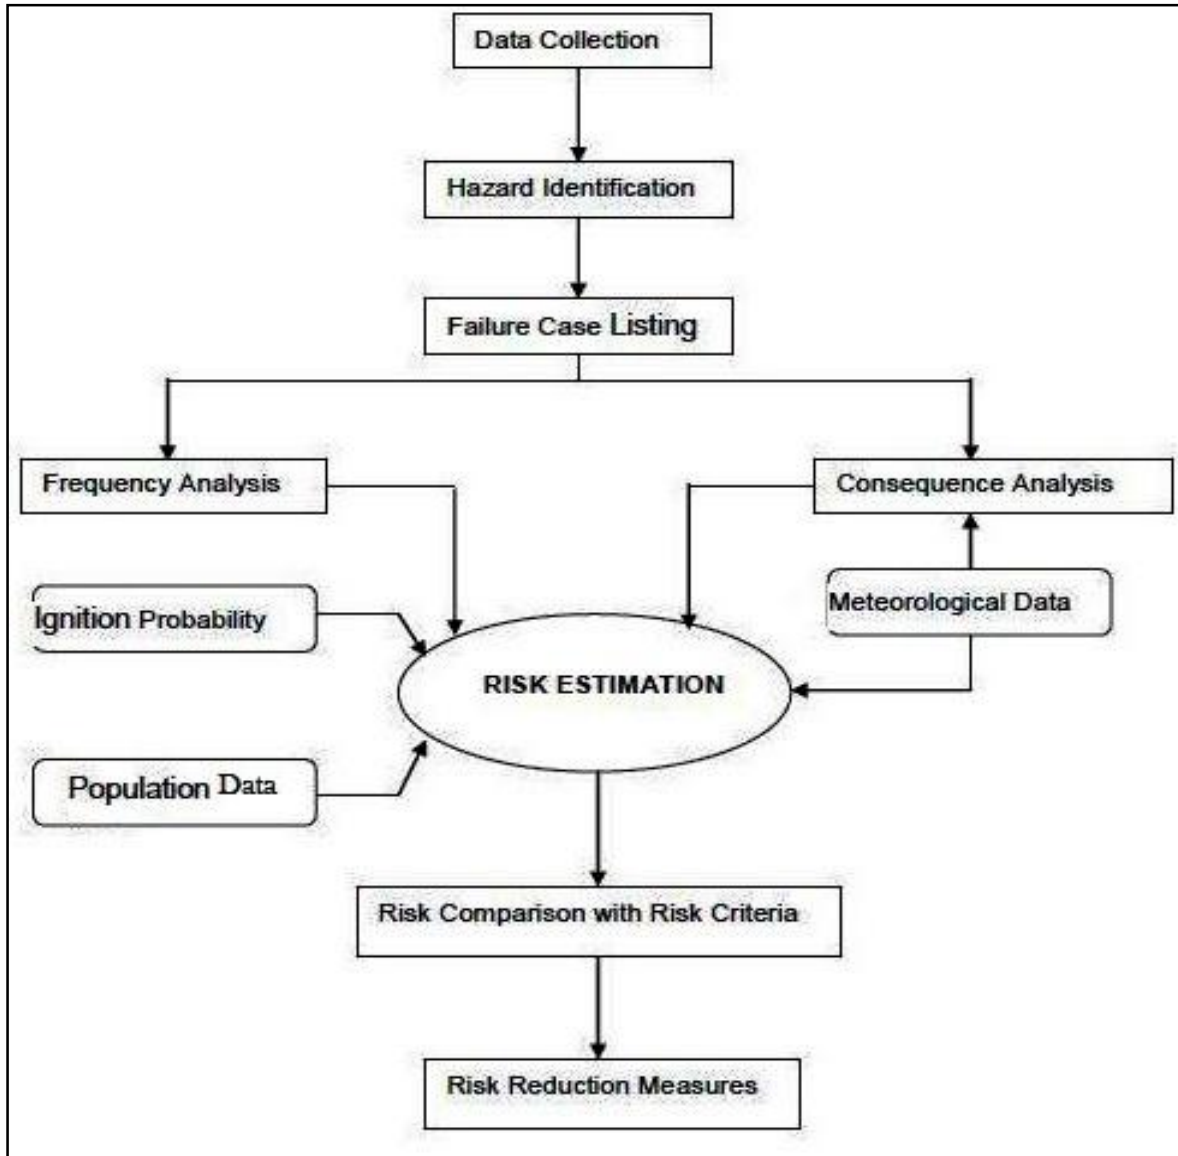 Data Collection
Hazard Identification
Failure Case Listing
Frequency Analysis
Consequence Analysis
Ignition Probability
Meteorological Data
RISK ESTIMATION
Population Data
Risk Comparison with Risk Criteria
Risk Reduction Measures